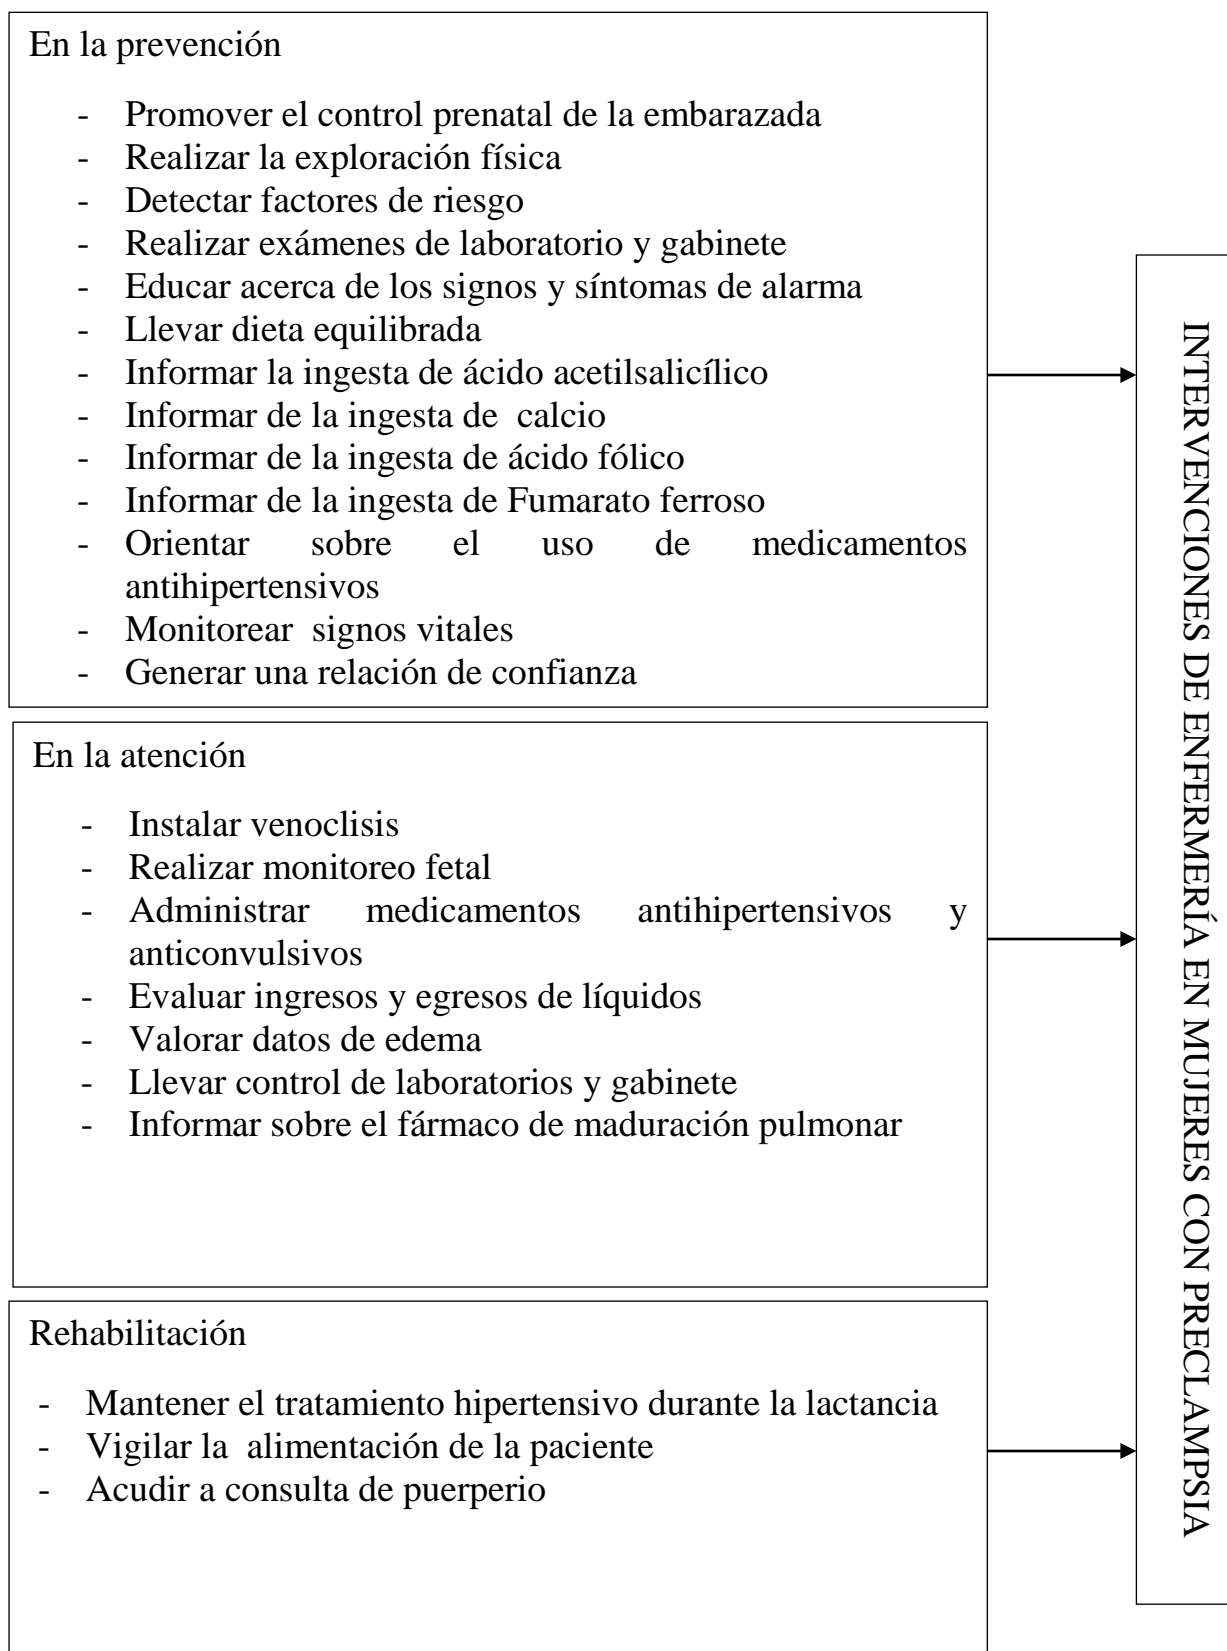 En la prevención
- Promover el control prenatal de la embarazada
- Realizar la exploración física
- Detectar factores de riesgo
- Realizar exámenes de laboratorio y gabinete
- Educar acerca de los signos y síntomas de alarma
- Llevar dieta equilibrada
- Informar la ingesta de ácido acetilsalicílico
- Informar de la ingesta de calcio
- Informar de la ingesta de ácido fólico
- Informar de la ingesta de Fumarato ferroso
- Orientar sobre el uso de medicamentos
antihipertensivos
- Monitorear signos vitales
- Generar una relación de confianza
En la atención
- Instalar venoclisis
- Realizar monitoreo fetal
- Administrar medicamentos antihipertensivos y
anticonvulsivos
- Evaluar ingresos y egresos de líquidos
- Valorar datos de edema
- Llevar control de laboratorios y gabinete
- Informar sobre el fármaco de maduración pulmonar
Rehabilitación
- Mantener el tratamiento hipertensivo durante la lactancia
- Vigilar la alimentación de la paciente
- Acudir a consulta de puerperio
INTERVENCIONES DE ENFERMERÍA EN MUJERES CON PRECLAMPSIA